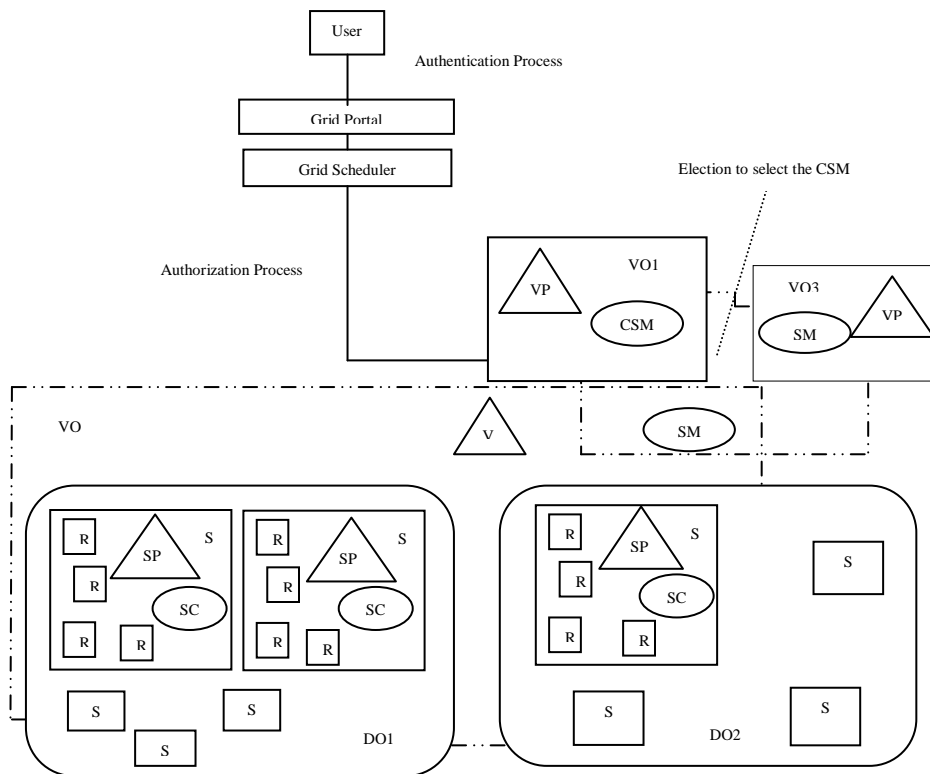 User
Authentication Process
Grid Portal
Grid Scheduler
Election to select the CSM
Authorization Process
VO1
VP
CSM
VO3
SM
VP
VO
V
SM
R
SP
S
R
SC
R
R
S
S
S
DO1
R
SP
S
R
SC
R
R
R
SP
S
R
SC
R
R
S
S
S
DO2